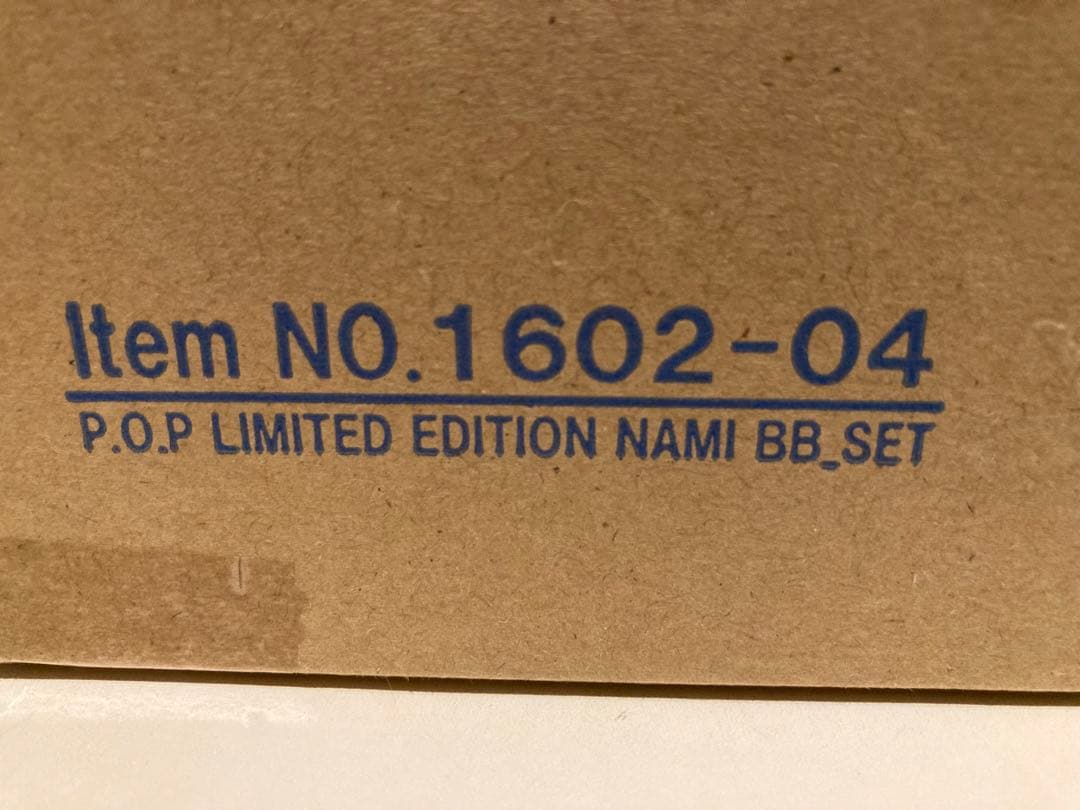 Item NO.1602-04
P.O.P LIMITED EDITION NAMI BB_SET